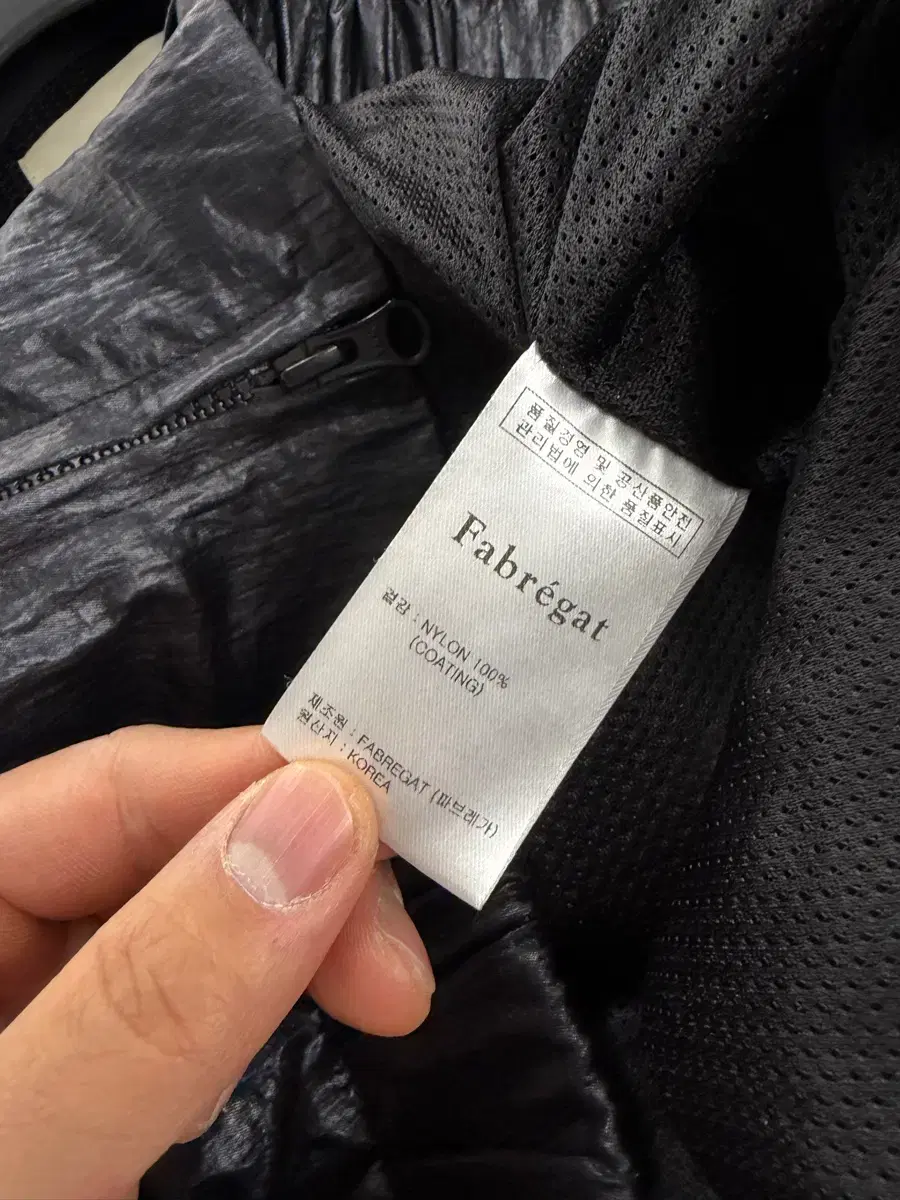 품질경영 및 공산품안전
관리법에 의한 품질표시
Fabrégat
겉감 : NYLON 100%
(COATING)
제조원 : FABREGAT (파브레가)
원산지 : KOREA